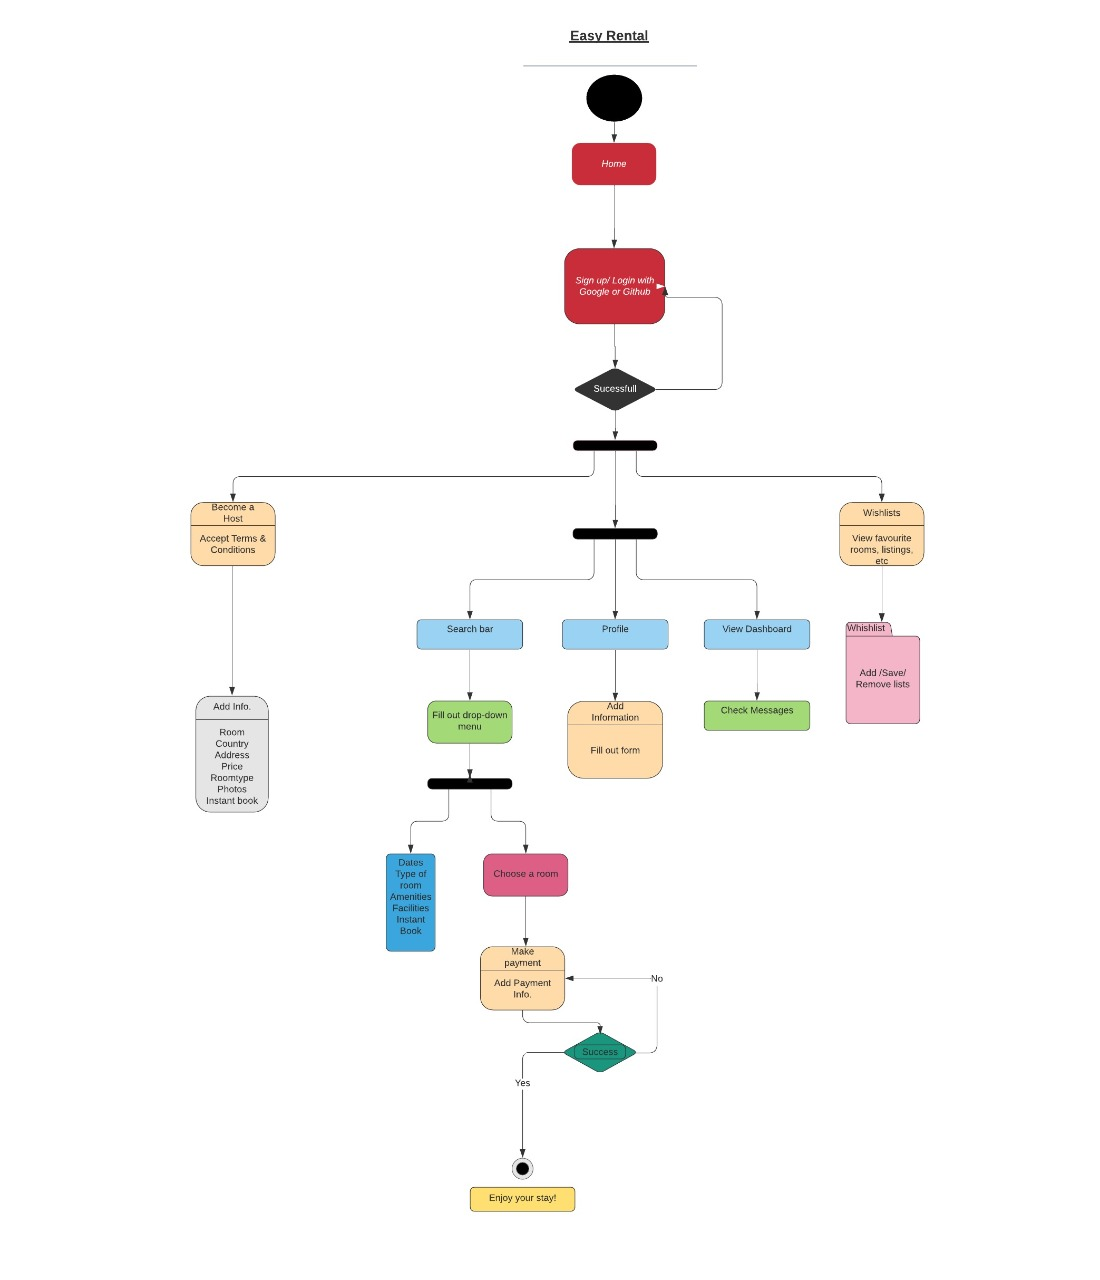 Easy Rental
Home
Sign up/ Login with
Google or Github
Sucessfull
Become a
Host
Accept Terms &
Conditions
Wishlists
View favourite
rooms, listings,
etc
Search bar
Profile
View Dashboard
Whishlist
Add /Save/
Remove lists
Add Info.
Room
Country
Address
Price
Roomtype
Photos
Instant book
Fill out drop-down
menu
Add
Information
Fill out form
Check Messages
Dates
Type of
room
Amenities
Facilities
Instant
Book
Choose a room
Make
payment
Add Payment
Info.
No
Success
Yes
Enjoy your stay!